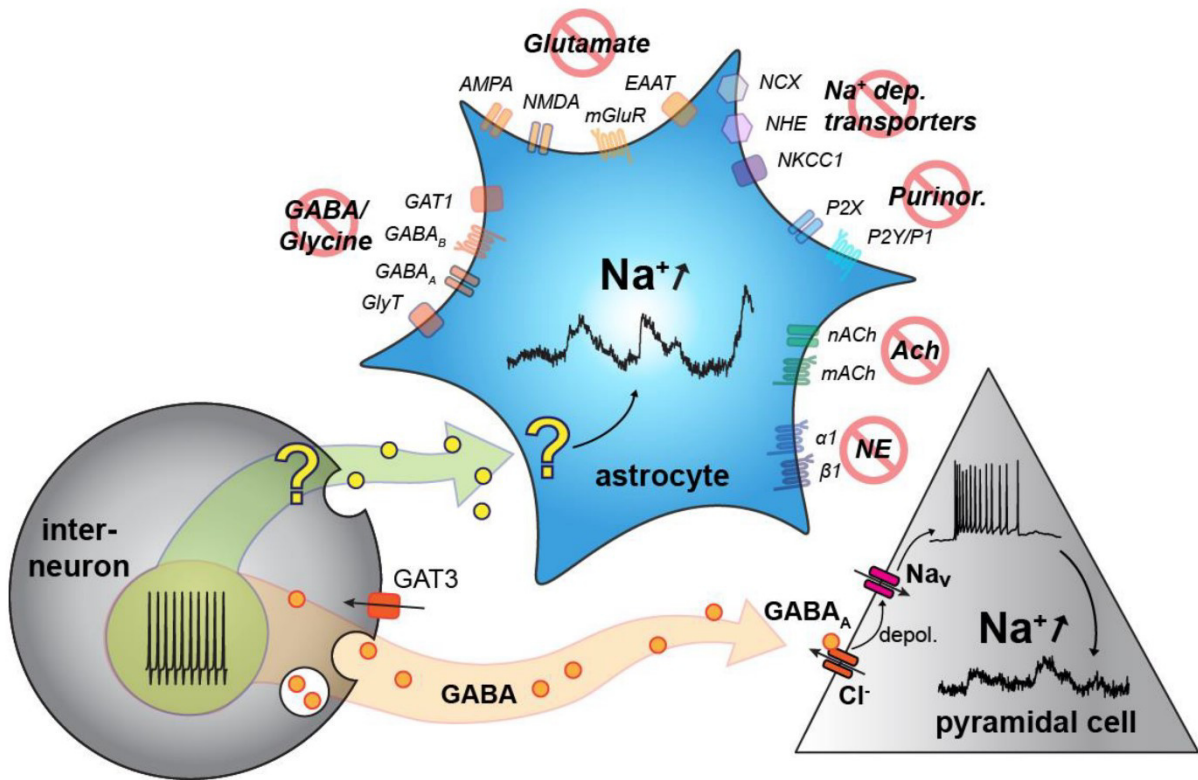 Glutamate
AMPA
NMDA
mGluR
EAAT
NCX
NHE
NKCC1
Na⁺ dep.
transporters
Purinor.
P2X
P2Y/P1
GABA/
Glycine
GAT1
GABA_B
GABA_A
GlyT
Na⁺↗
nACh
mACh
Ach
α1
β1
NE
?
?
astrocyte
inter-
neuron
GAT3
GABA
GABA_A
Cl⁻
depol.
Naᵥ
Na⁺↗
pyramidal cell